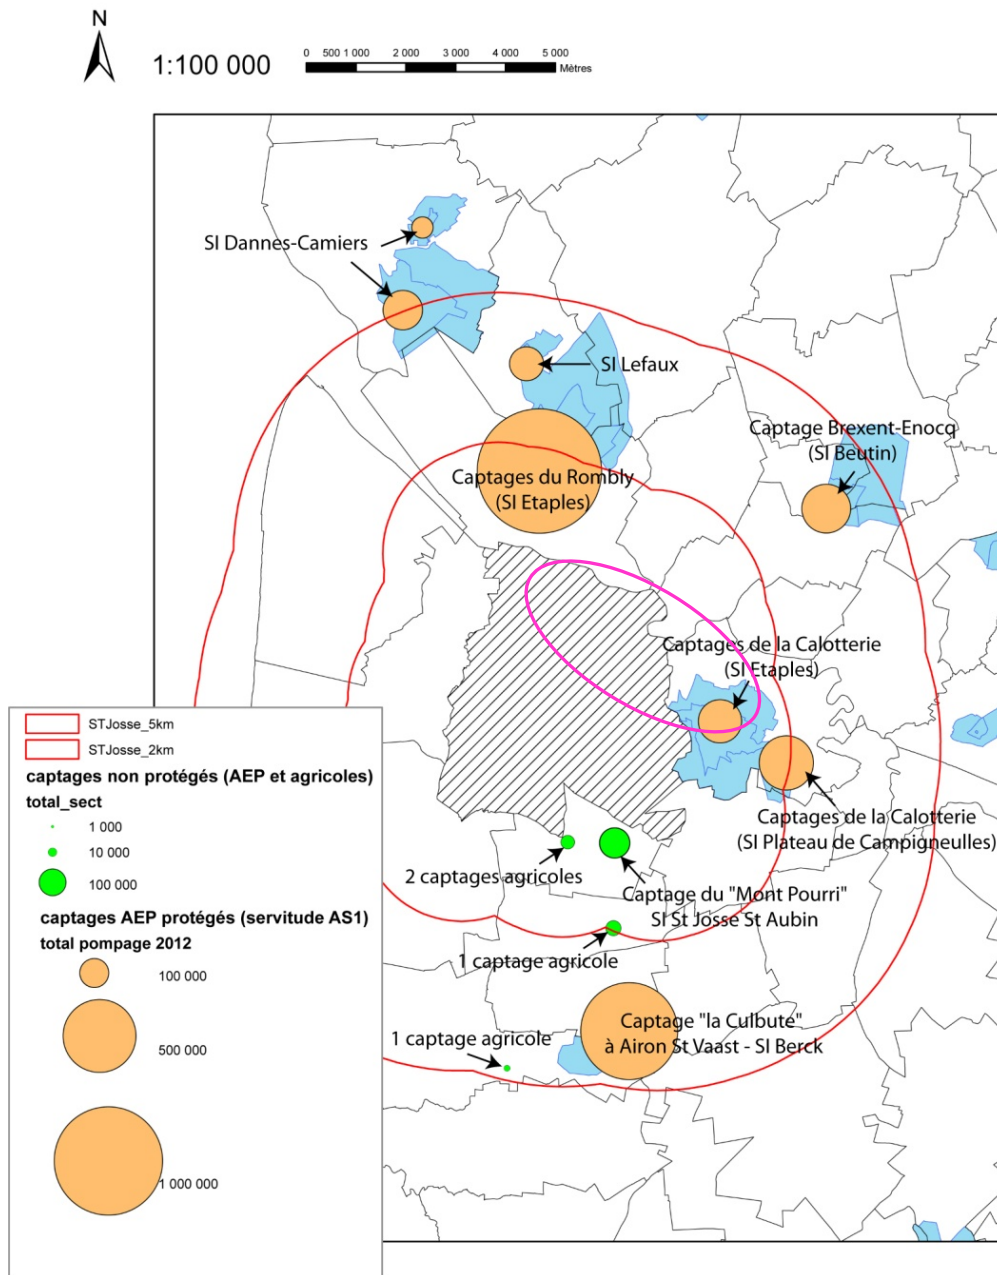 N
1:100 000
0 500 1 000 2 000 3 000 4 000 5 000
Mètres
SI Dannes-Camiers
SI Lefaux
Captage Brexent-Enocq
(SI Beutin)
Captages du Rombly
(SI Etaples)
Captages de la Calotterie
(SI Etaples)
Captages de la Calotterie
(SI Plateau de Campigneulles)
2 captages agricoles
Captage du "Mont Pourri"
SI St Josse St Aubin
1 captage agricole
Captage "la Culbute"
à Airon St Vaast - SI Berck
1 captage agricole
STJosse_5km
STJosse_2km
captages non protégés (AEP et agricoles)
total_sect
1 000
10 000
100 000
captages AEP protégés (servitude AS1)
total pompage 2012
100 000
500 000
1 000 000